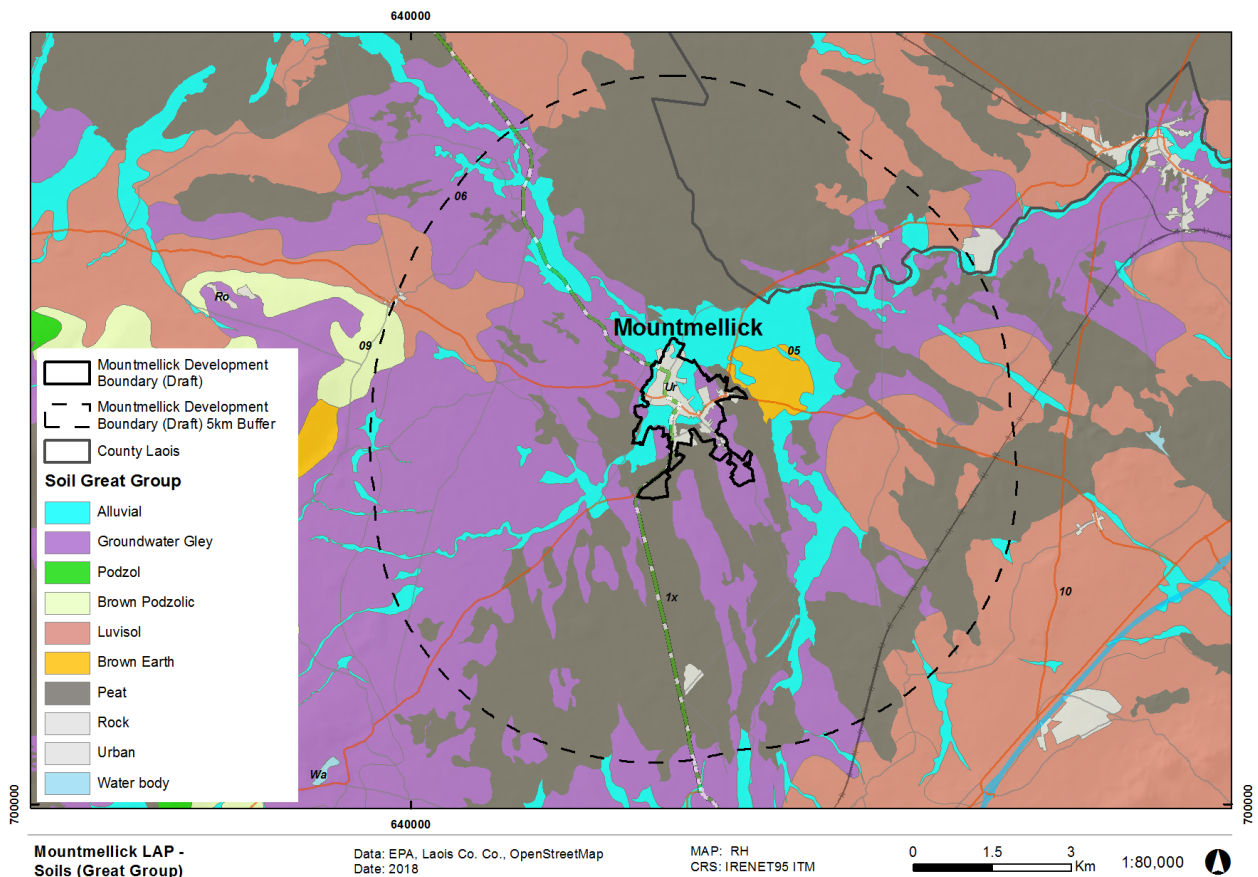 640000
06
Ro
09
Mountmellick
05
Ur
1x
10
Wa
Mountmellick Development
Boundary (Draft)
Mountmellick Development
Boundary (Draft) 5km Buffer
County Laois
Soil Great Group
Alluvial
Groundwater Gley
Podzol
Brown Podzolic
Luvisol
Brown Earth
Peat
Rock
Urban
Water body
700000
700000
640000
Mountmellick LAP -
Soils (Great Group)
Data: EPA, Laois Co. Co., OpenStreetMap
Date: 2018
MAP: RH
CRS: IRENET95 ITM
0 1.5 3
Km
1:80,000